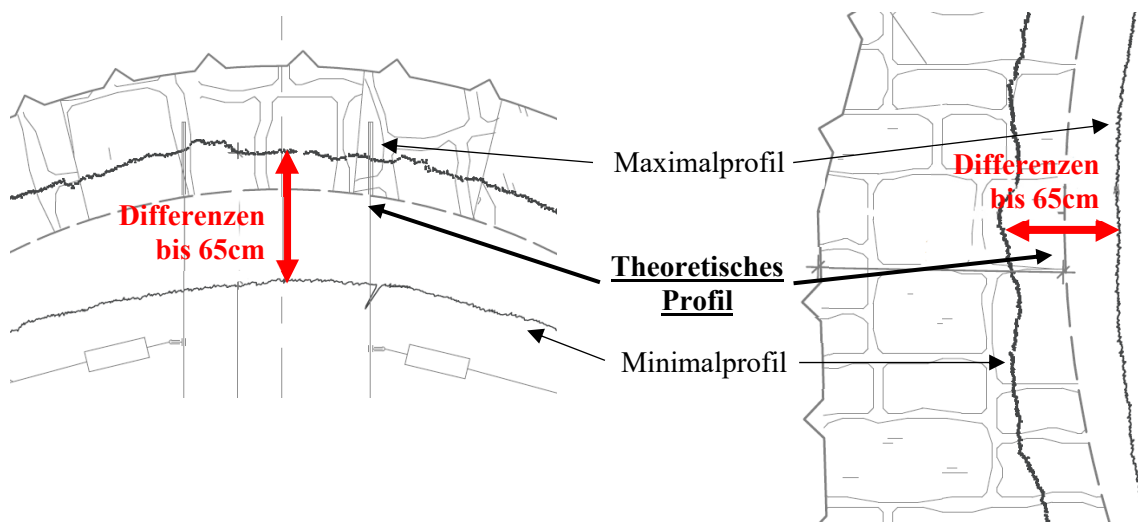 Maximalprofil
Differenzen
bis 65cm
Differenzen
bis 65cm
Theoretisches
Profil
Minimalprofil